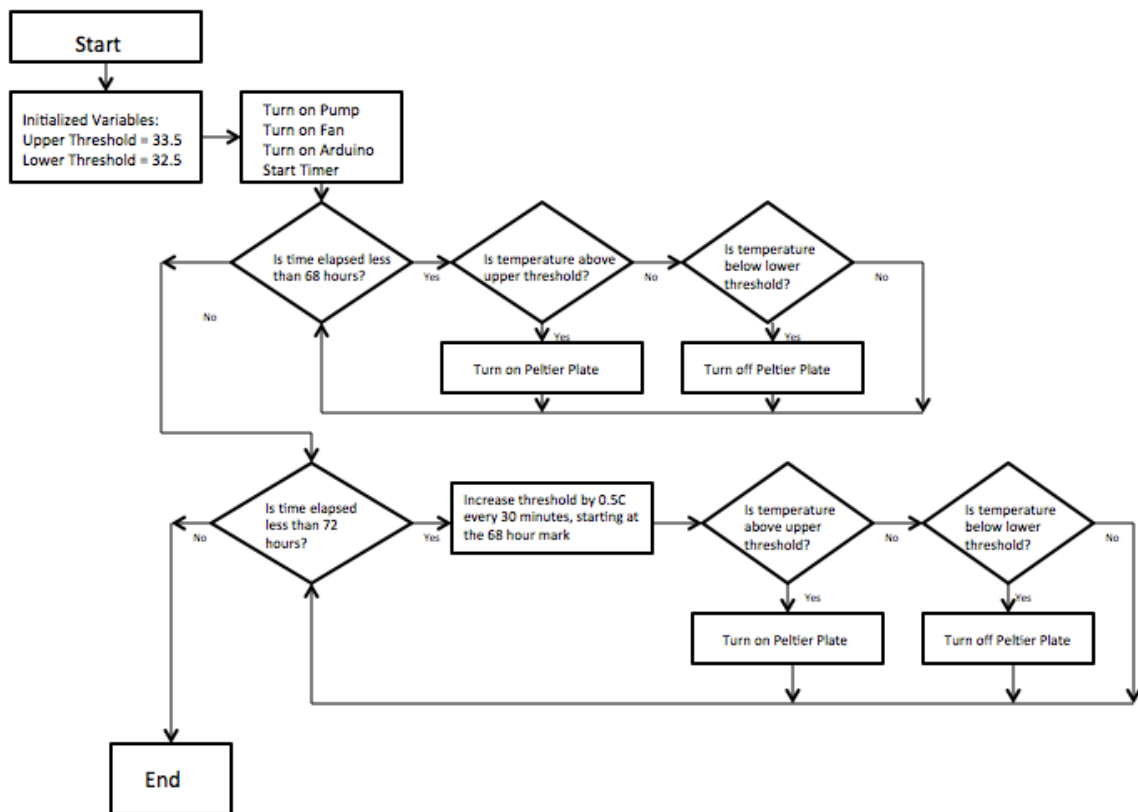 Start
Initialized Variables:
Upper Threshold = 33.5
Lower Threshold = 32.5
Turn on Pump
Turn on Fan
Turn on Arduino
Start Timer
Is time elapsed less
than 68 hours?
Yes
No
Is temperature above
upper threshold?
No
Yes
Is temperature
below lower
threshold?
No
Yes
Turn on Peltier Plate
Turn off Peltier Plate
Is time elapsed
less than 72
hours?
No
Yes
Increase threshold by 0.5C
every 30 minutes, starting at
the 68 hour mark
Is temperature
above upper
threshold?
No
Yes
Is temperature
below lower
threshold?
No
Yes
Turn on Peltier Plate
Turn off Peltier Plate
End